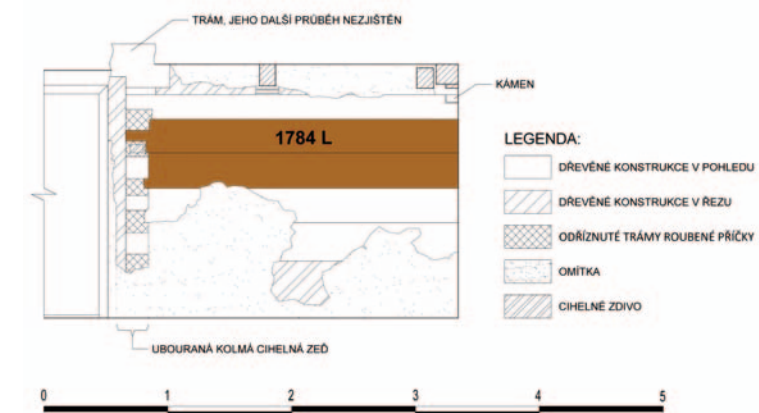 TRÁM, JEHO DALŠÍ PRŮBĚH NEZJIŠTĚN
KÁMEN
1784 L
LEGENDA:
DŘEVĚNÉ KONSTRUKCE V POHLEDU
DŘEVĚNÉ KONSTRUKCE V ŘEZU
ODŘÍZNUTÉ TRÁMY ROUBENÉ PŘÍČKY
OMÍTKA
CIHELNÉ ZDIVO
UBOURANÁ KOLMÁ CIHELNÁ ZEĎ
0 1 2 3 4 5